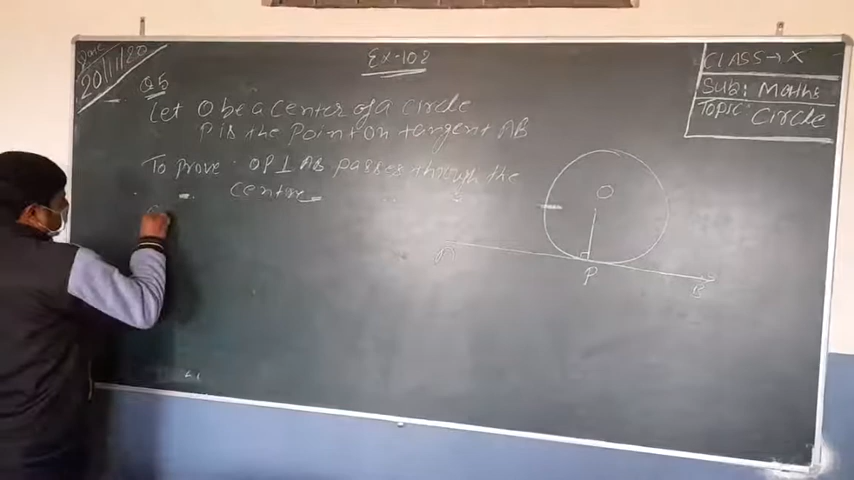 Date
20/11/20
Ex-10.2
CLASS → X
Sub: Maths
Topic: Circle
Q5
Let O be a Center of a Circle
P is the Point on tangent AB
To prove OP ⊥ AB passes through the
Centre
O
A
P
B